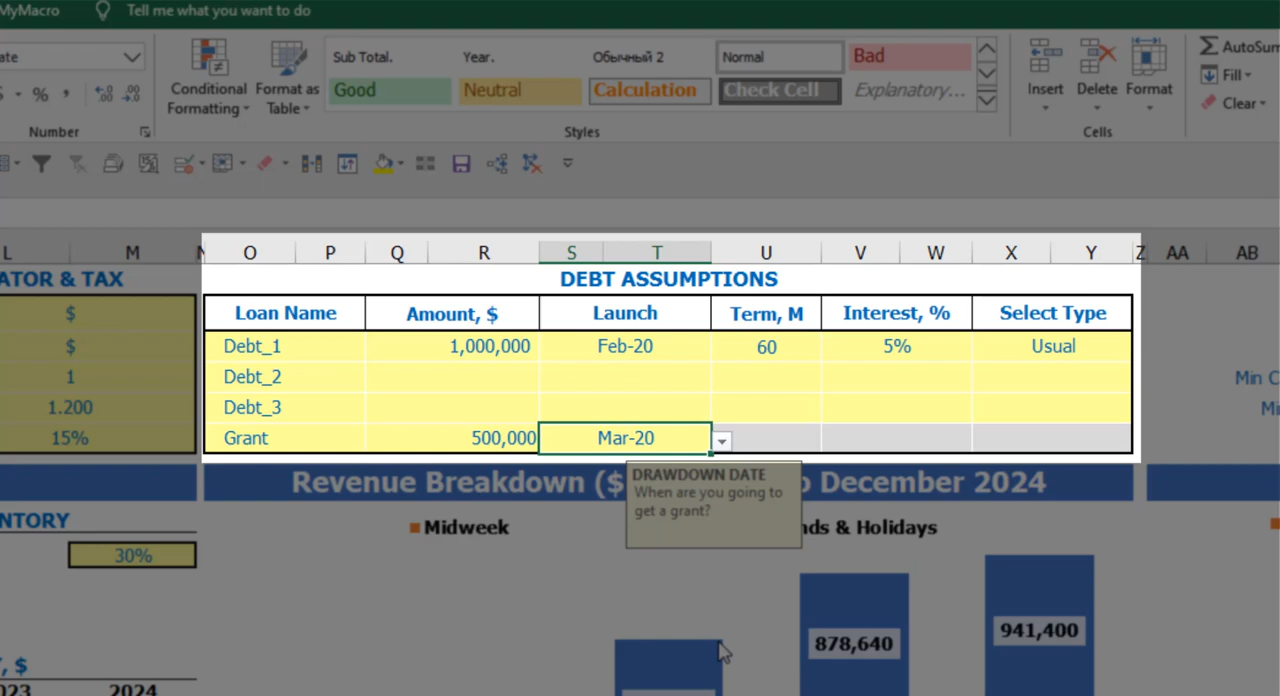 MyMacro Tell me what you want to do
Sub Total. Year. Обычный 2 Normal Bad
Good Neutral Calculation Check Cell Explanatory...
Conditional Formatting
Format as Table
Insert Delete Format
AutoSum
Fill
Clear
Number Styles Cells
L M N O P Q R S T U V W X Y Z AA AB
ATOR & TAX DEBT ASSUMPTIONS
$ Loan Name Amount, $ Launch Term, M Interest, % Select Type
$ Debt_1 1,000,000 Feb-20 60 5% Usual
1 Debt_2 Min C
1.200 Debt_3 Mi
15% Grant 500,000 Mar-20
Revenue Breakdown ($ o December 2024
DRAWDOWN DATE
When are you going to
get a grant?
NTORY Midweek nds & Holidays
30%
878,640 941,400
, $
023 2024